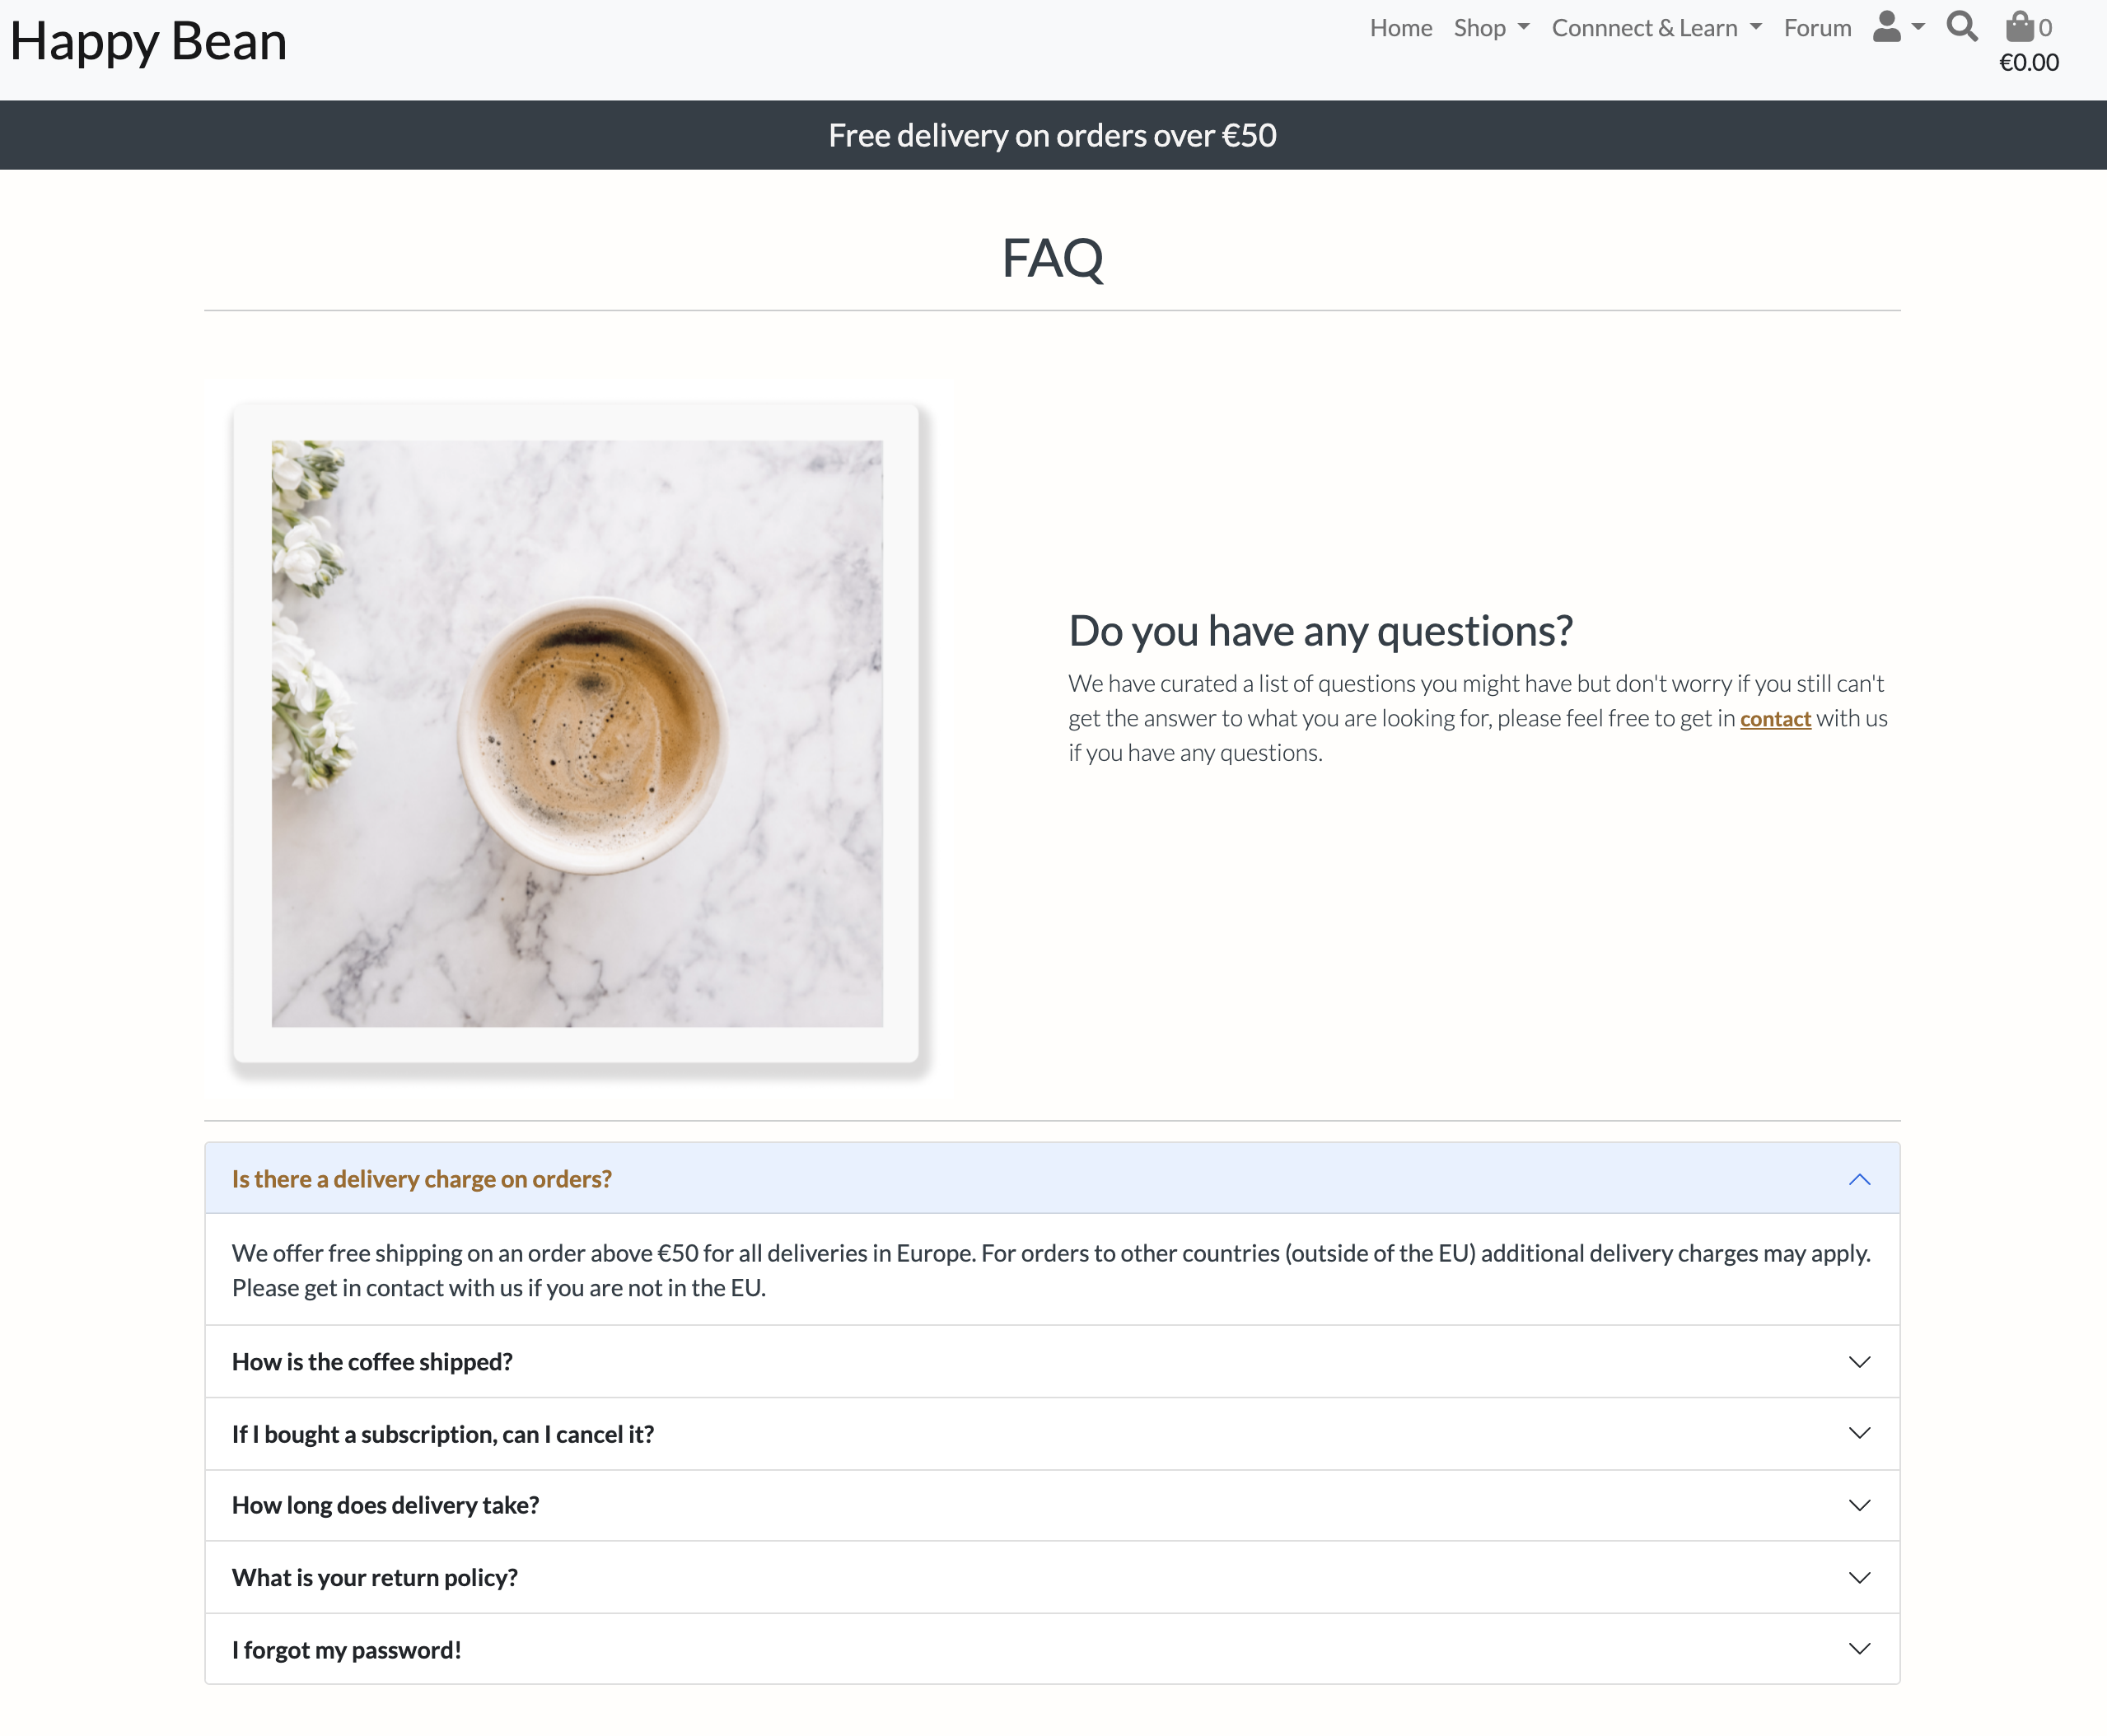 Happy Bean
Home Shop Connnect & Learn Forum 0
€0.00
Free delivery on orders over €50
FAQ
Do you have any questions?
We have curated a list of questions you might have but don't worry if you still can't
get the answer to what you are looking for, please feel free to get in contact with us
if you have any questions.
Is there a delivery charge on orders?
We offer free shipping on an order above €50 for all deliveries in Europe. For orders to other countries (outside of the EU) additional delivery charges may apply.
Please get in contact with us if you are not in the EU.
How is the coffee shipped?
If I bought a subscription, can I cancel it?
How long does delivery take?
What is your return policy?
I forgot my password!